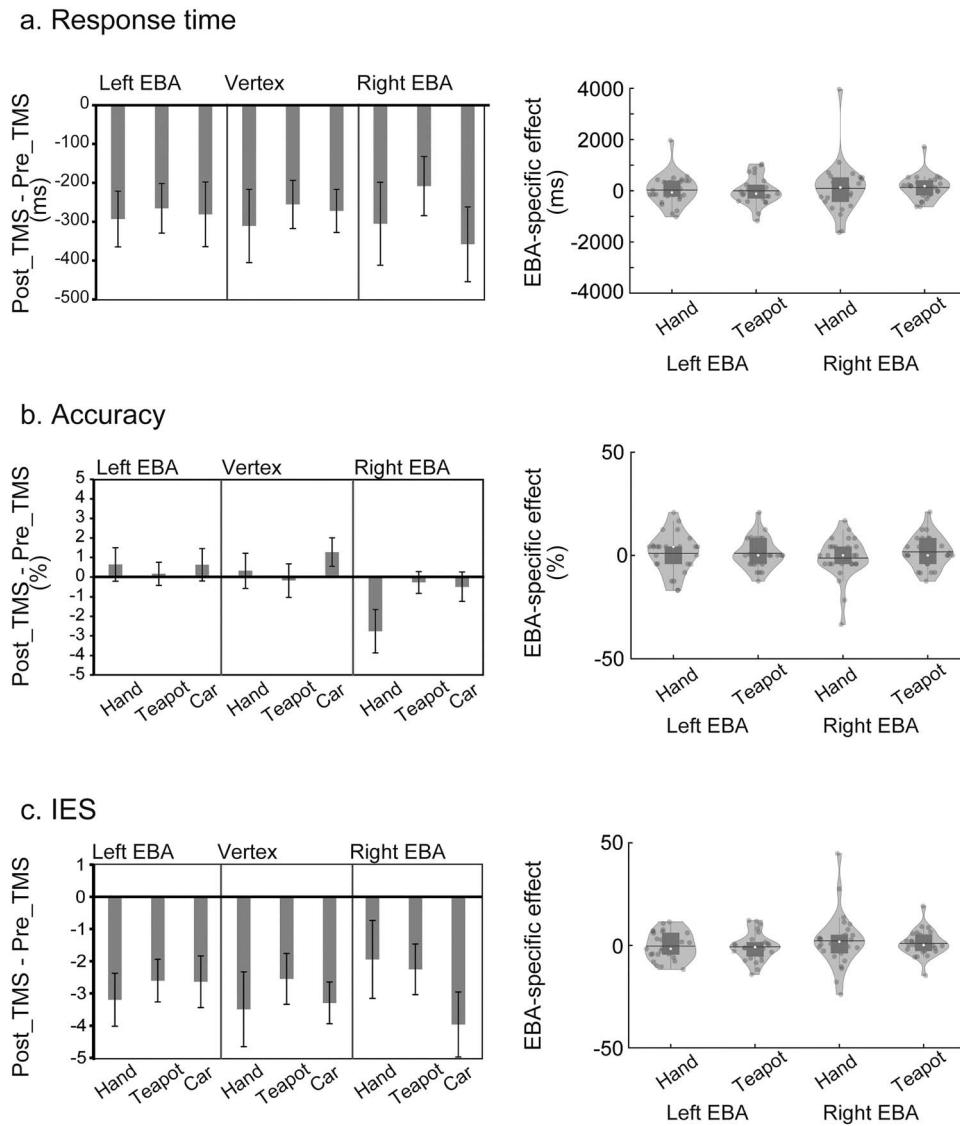 a. Response time
Left EBA Vertex Right EBA
Post_TMS - Pre_TMS
(ms)
0
-100
-200
-300
-400
-500
EBA-specific effect
(ms)
4000
2000
0
-2000
-4000
Hand Teapot Hand Teapot
Left EBA Right EBA
b. Accuracy
Left EBA Vertex Right EBA
Post_TMS - Pre_TMS
(%)
5
4
3
2
1
0
-1
-2
-3
-4
-5
Hand Teapot Car Hand Teapot Car Hand Teapot Car
EBA-specific effect
(%)
50
0
-50
Hand Teapot Hand Teapot
Left EBA Right EBA
c. IES
Left EBA Vertex Right EBA
Post_TMS - Pre_TMS
1
0
-1
-2
-3
-4
-5
Hand Teapot Car Hand Teapot Car Hand Teapot Car
EBA-specific effect
50
0
-50
Hand Teapot Hand Teapot
Left EBA Right EBA